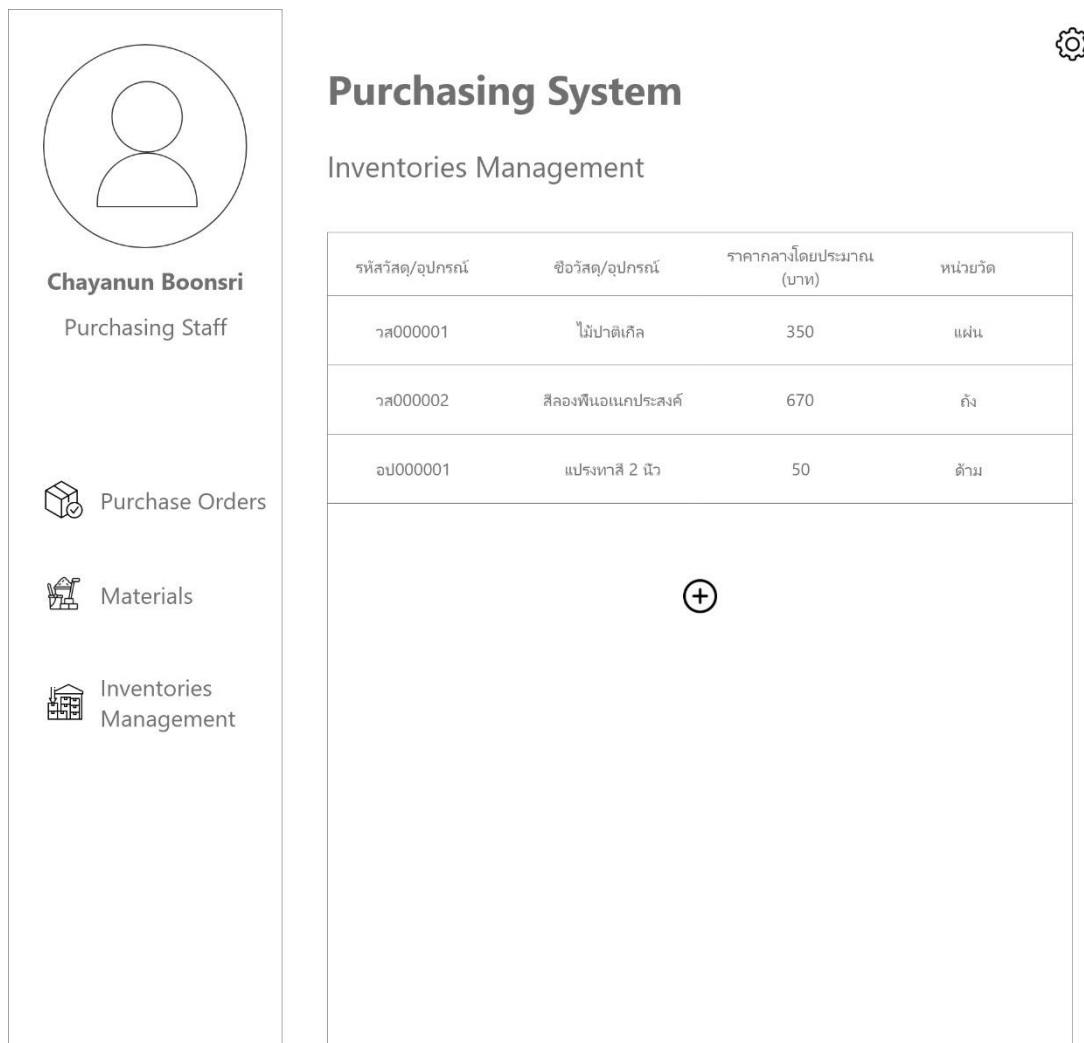 Chayanun Boonsri
Purchasing Staff
Purchase Orders
Materials
Inventories
Management
Purchasing System
Inventories Management
รหัสวัสดุ/อุปกรณ์ ชื่อวัสดุ/อุปกรณ์ ราคากลางโดยประมาณ (บาท) หน่วยวัด
วส000001 ไม้ปาติเกิล 350 แผ่น
วส000002 สีลองพื้นอเนกประสงค์ 670 ถัง
อป000001 แปรงทาสี 2 นิ้ว 50 ด้าม